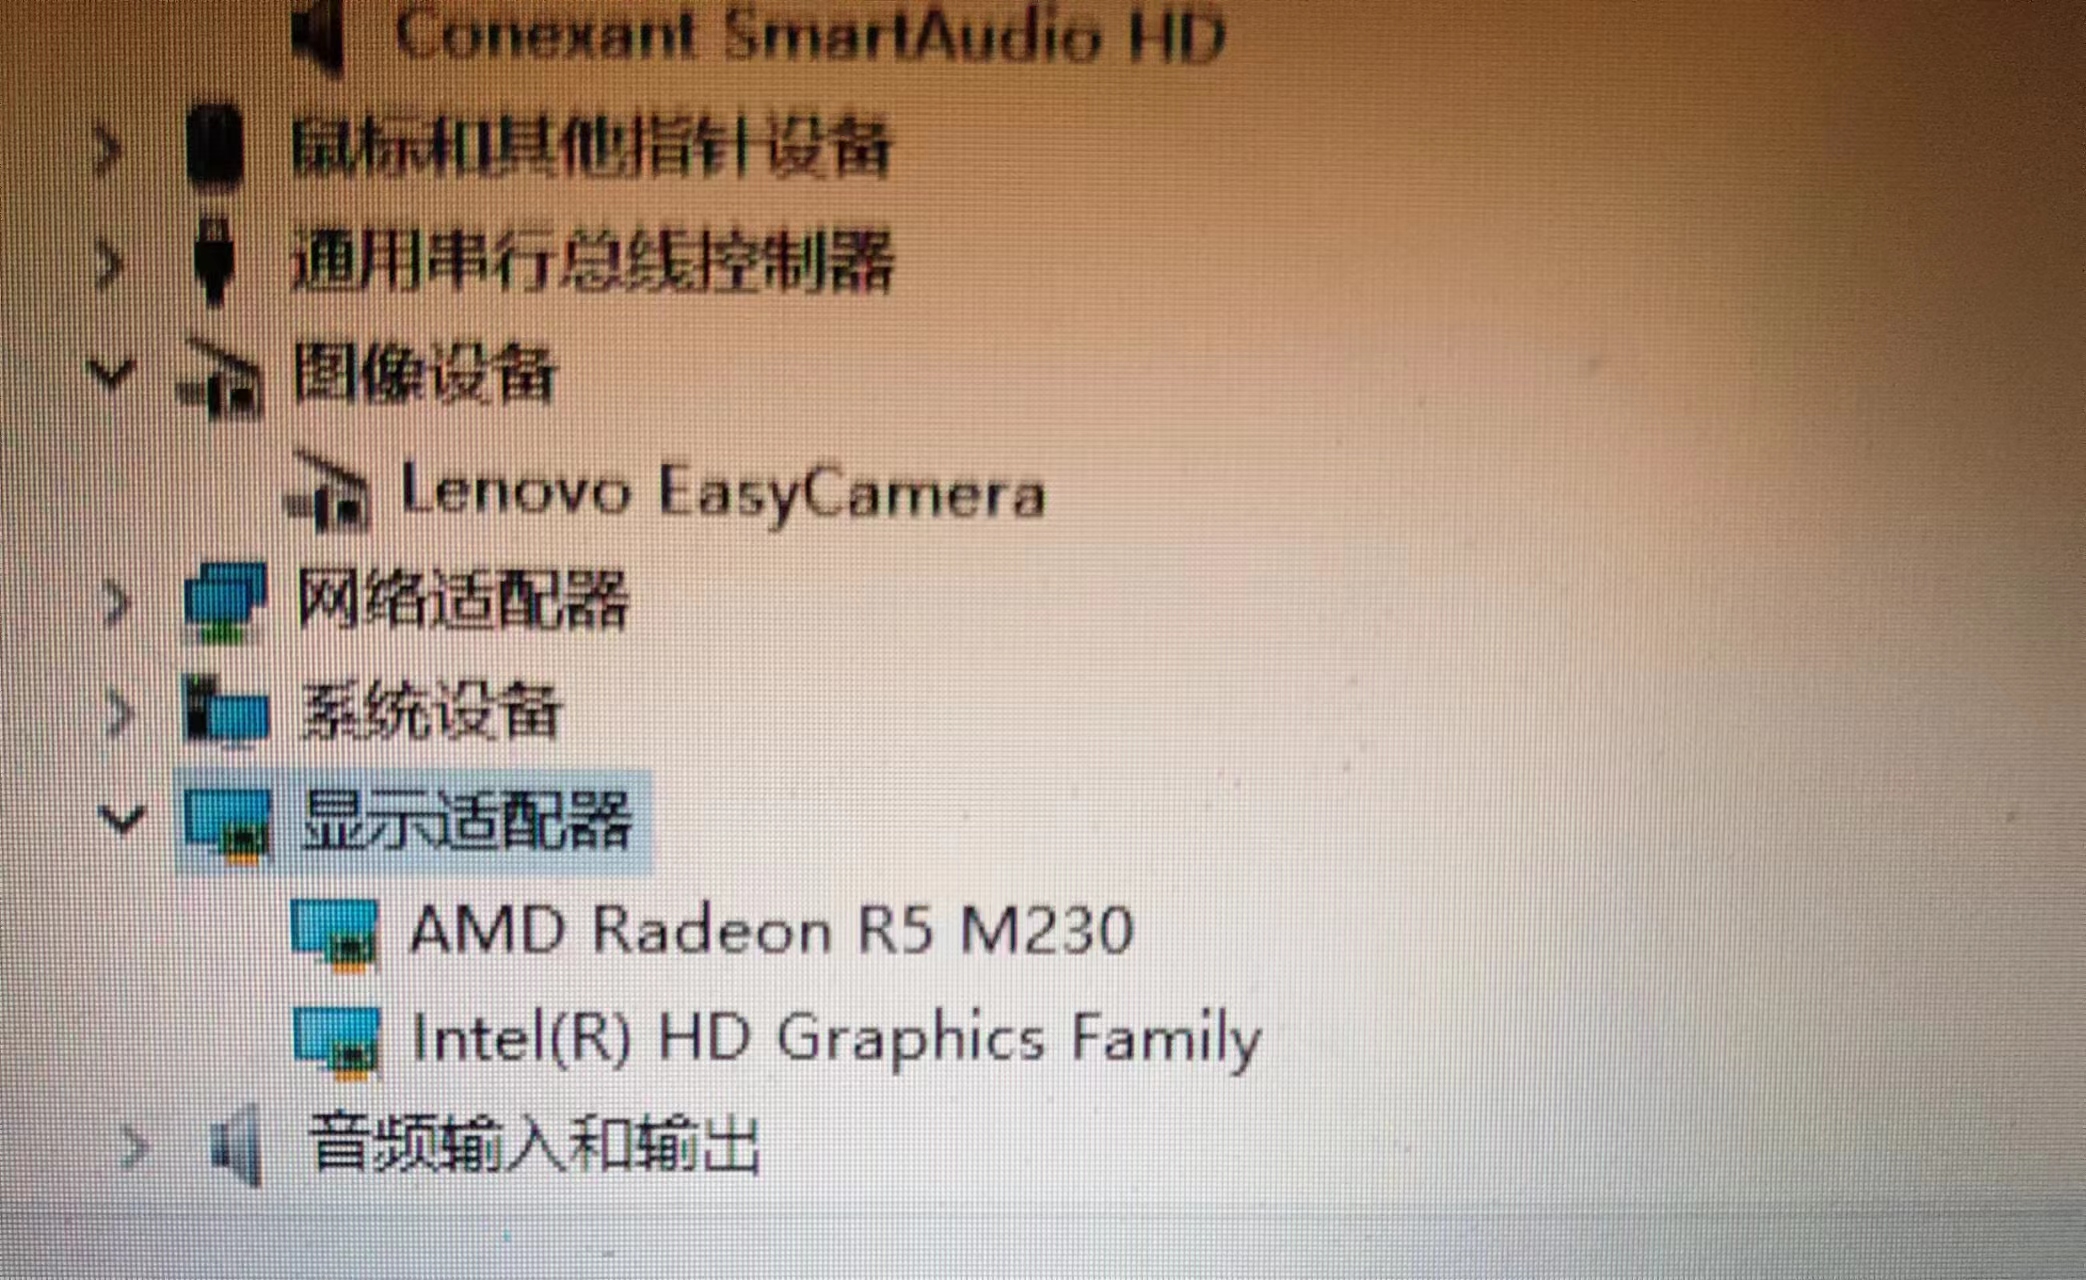 Conexant SmartAudio HD
鼠标和其他指针设备
通用串行总线控制器
图像设备
Lenovo EasyCamera
网络适配器
系统设备
显示适配器
AMD Radeon R5 M230
Intel(R) HD Graphics Family
音频输入和输出